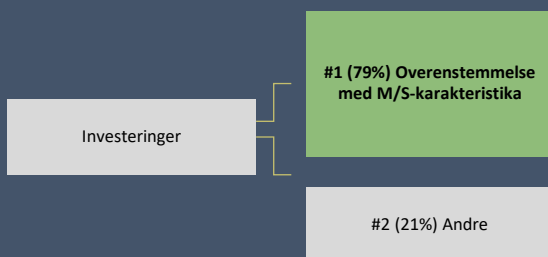 #1 (79%) Overenstemmelse
med M/S-karakteristika
Investeringer
#2 (21%) Andre